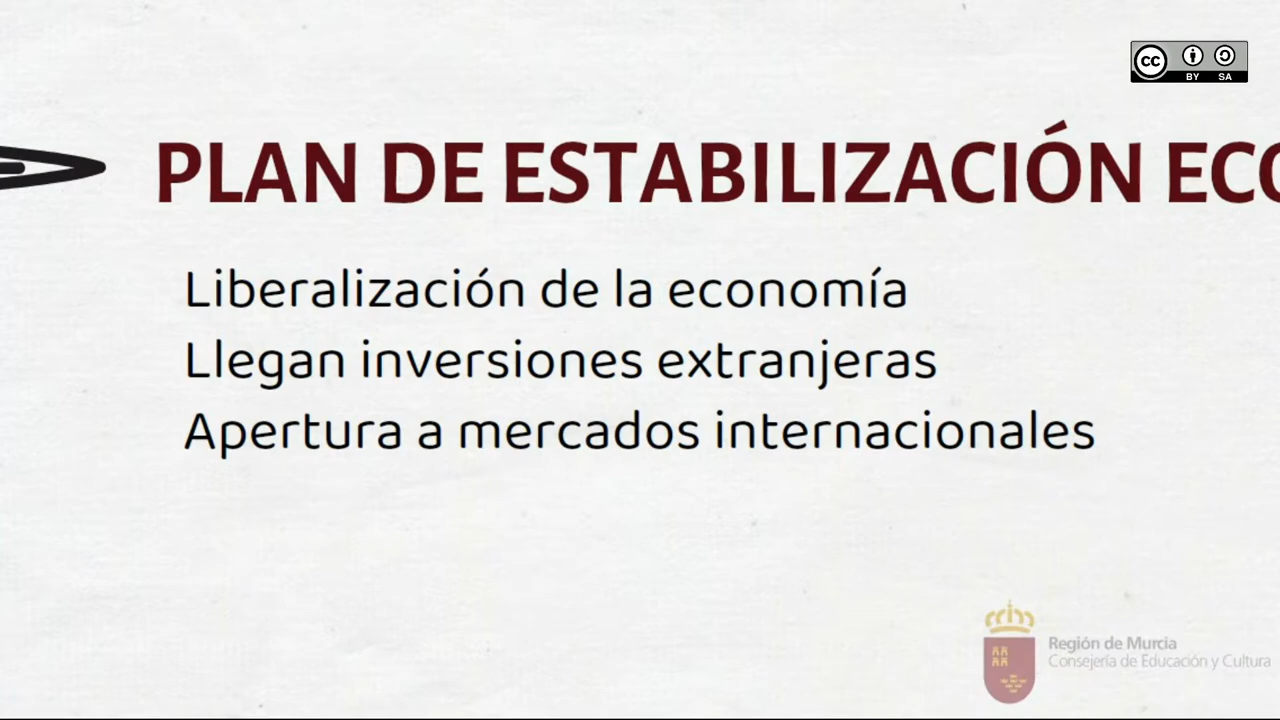 cc BY SA
PLAN DE ESTABILIZACIÓN ECO
Liberalización de la economía
Llegan inversiones extranjeras
Apertura a mercados internacionales
Región de Murcia
Consejería de Educación y Cultura